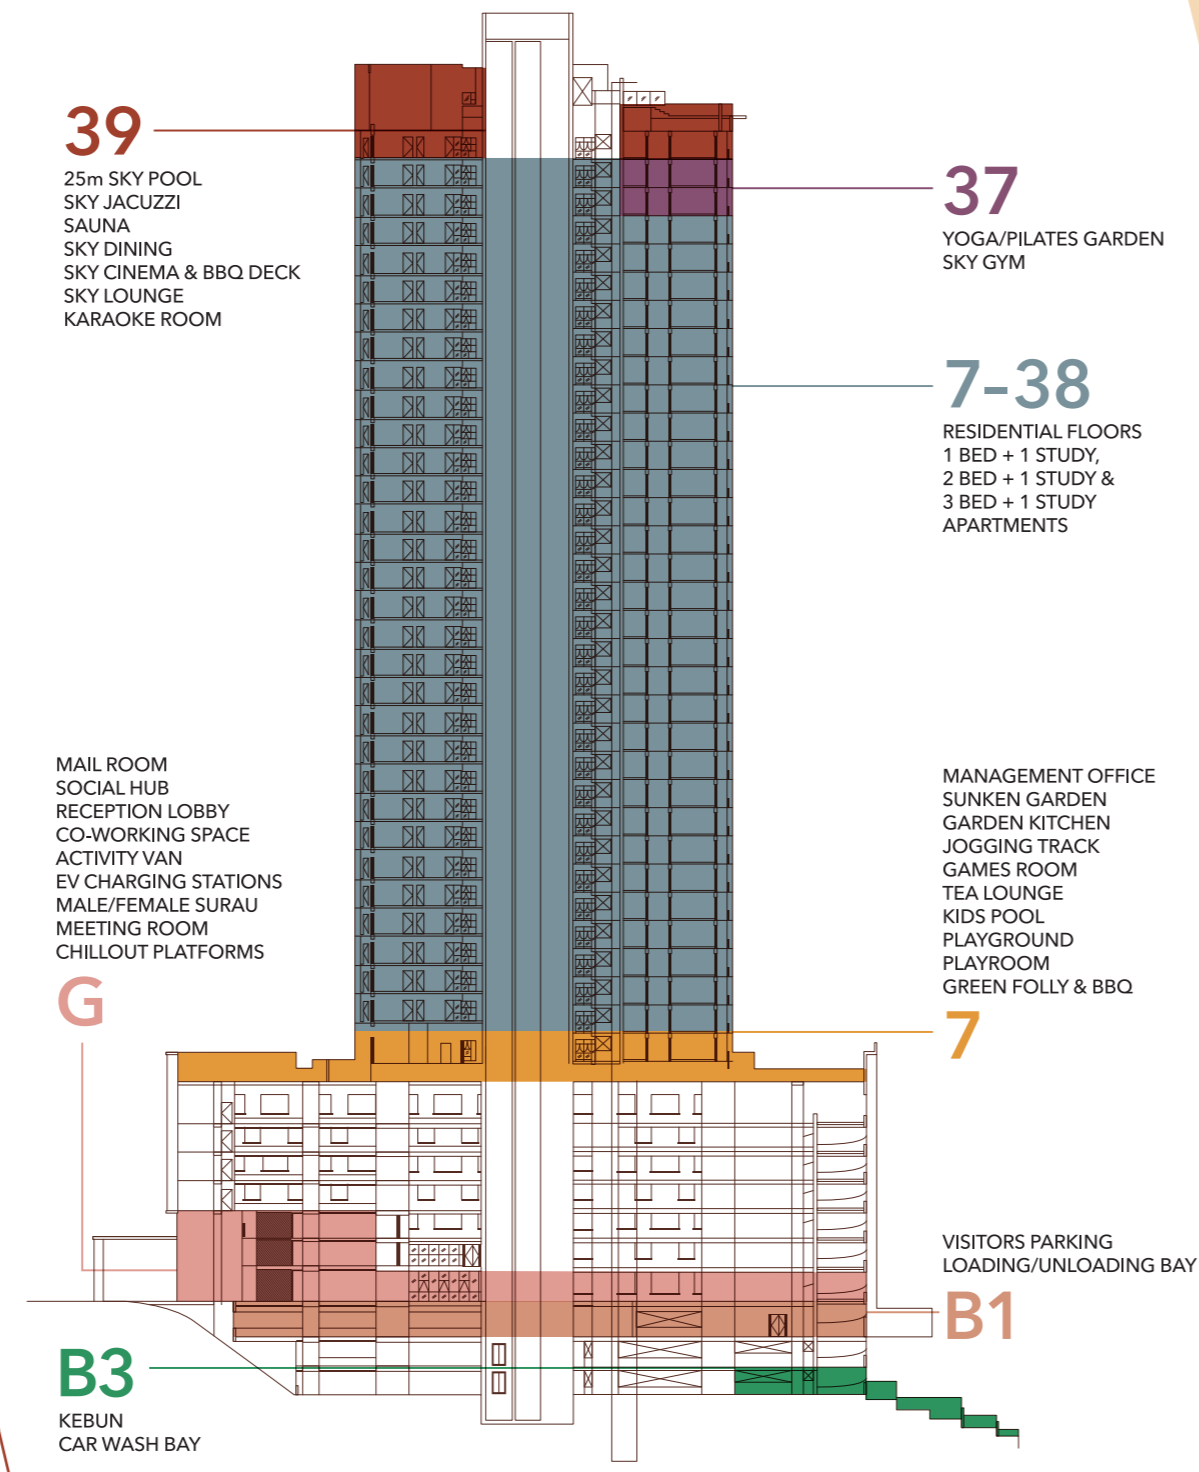 39
25m SKY POOL
SKY JACUZZI
SAUNA
SKY DINING
SKY CINEMA & BBQ DECK
SKY LOUNGE
KARAOKE ROOM
37
YOGA/PILATES GARDEN
SKY GYM
7–38
RESIDENTIAL FLOORS
1 BED + 1 STUDY,
2 BED + 1 STUDY &
3 BED + 1 STUDY
APARTMENTS
MAIL ROOM
SOCIAL HUB
RECEPTION LOBBY
CO-WORKING SPACE
ACTIVITY VAN
EV CHARGING STATIONS
MALE/FEMALE SURAU
MEETING ROOM
CHILLOUT PLATFORMS
G
MANAGEMENT OFFICE
SUNKEN GARDEN
GARDEN KITCHEN
JOGGING TRACK
GAMES ROOM
TEA LOUNGE
KIDS POOL
PLAYGROUND
PLAYROOM
GREEN FOLLY & BBQ
7
VISITORS PARKING
LOADING/UNLOADING BAY
B1
B3
KEBUN
CAR WASH BAY